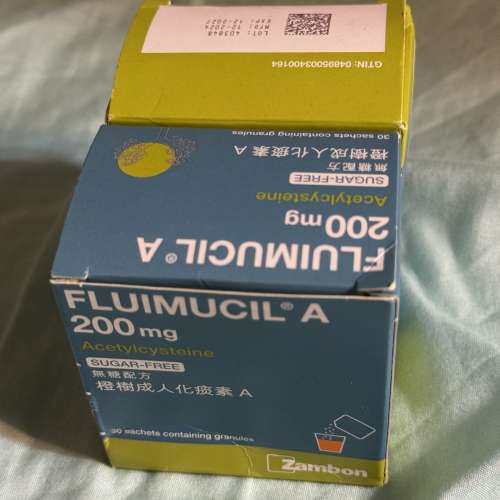 LOT: 403848
Mfd: 12-2024
EXP: 12-2027
GTIN: 04895003400164
30 sachets containing granules
橙樹成人化痰素 A
無糖配方
SUGAR-FREE
Acetylcysteine
200 mg
FLUIMUCIL® A
FLUIMUCIL® A
200 mg
Acetylcysteine
SUGAR-FREE
無糖配方
橙樹成人化痰素 A
30 sachets containing granules
Zambon